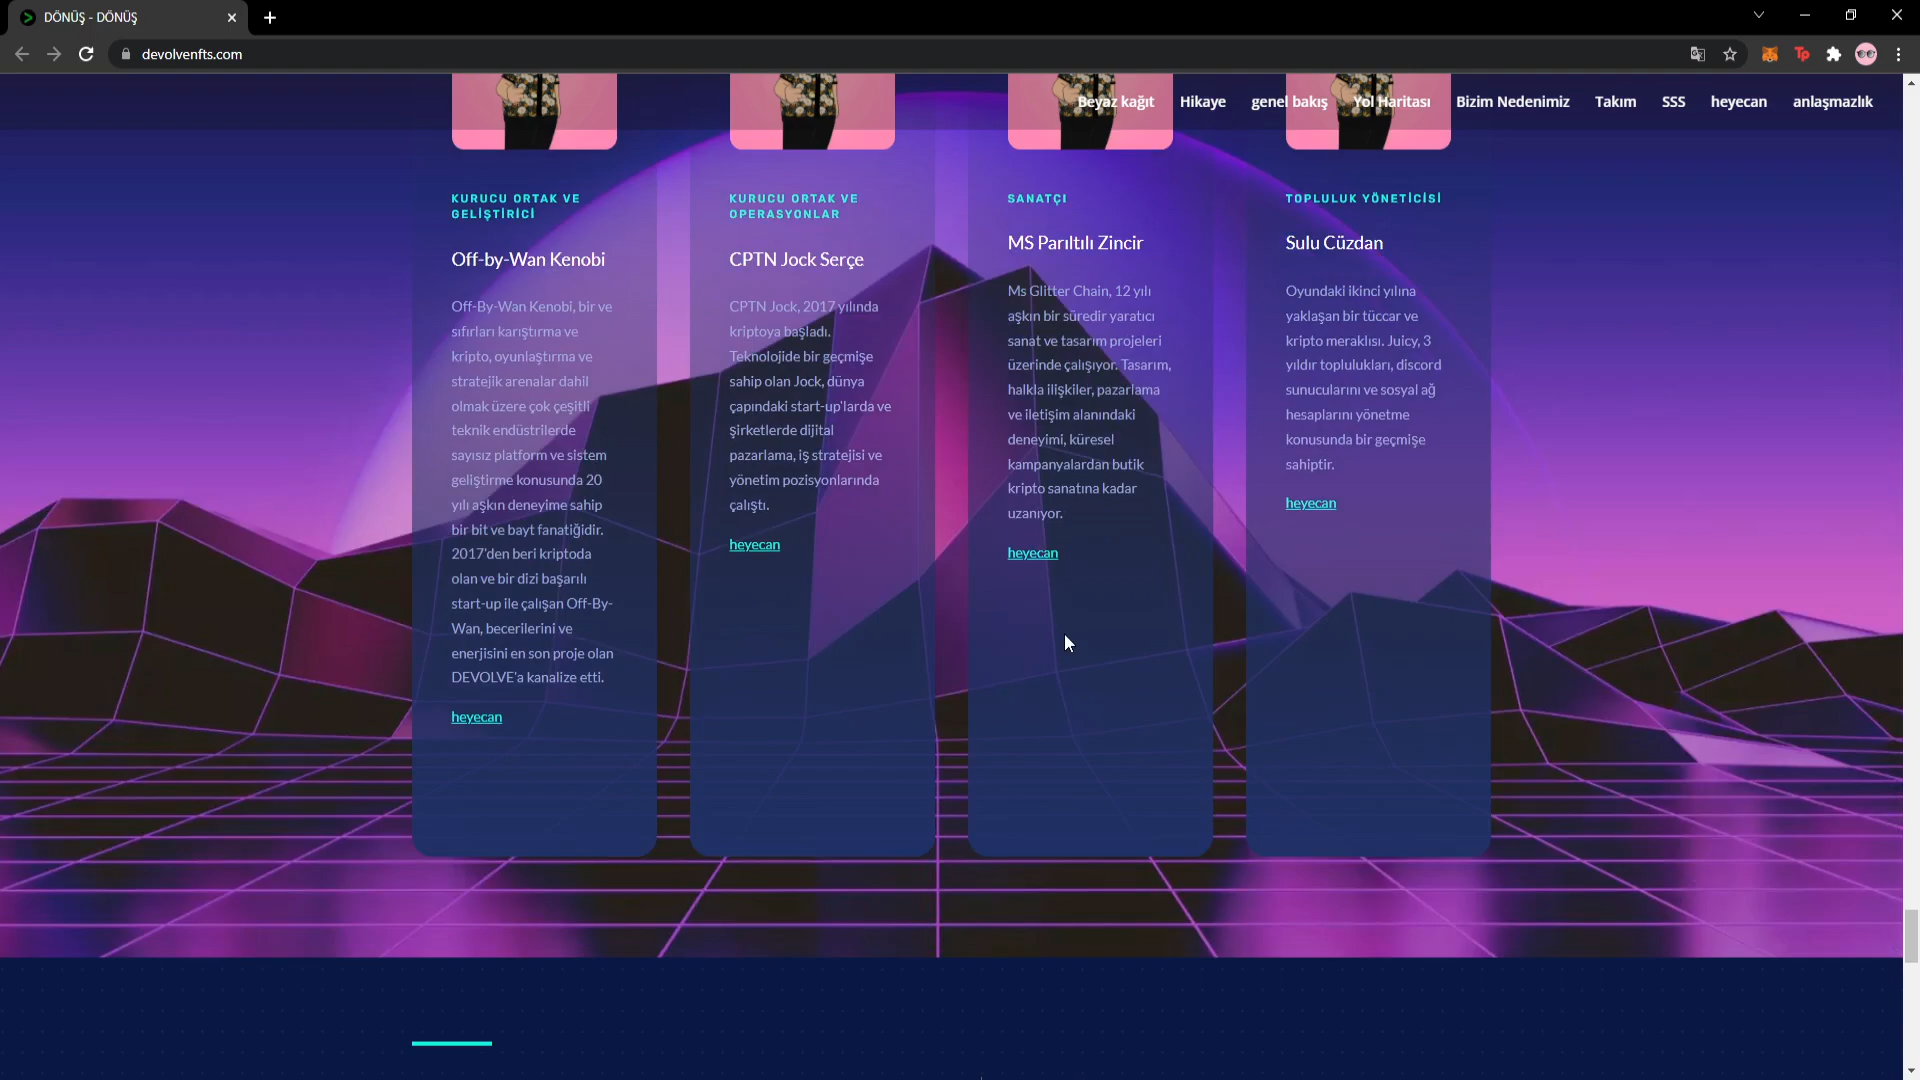 DÖNÜŞ - DÖNÜŞ
devolvenfts.com
Beyaz kağıt
Hikaye
genel bakış
Yol Haritası
Bizim Nedenimiz
Takım
SSS
heyecan
anlaşmazlık
KURUCU ORTAK VE
GELİŞTİRİCİ
Off-by-Wan Kenobi
Off-By-Wan Kenobi, bir ve
sıfırları karıştırma ve
kripto, oyunlaştırma ve
stratejik arenalar dahil
olmak üzere çok çeşitli
teknik endüstrilerde
sayısız platform ve sistem
geliştirme konusunda 20
yılı aşkın deneyime sahip
bir bit ve bayt fanatiğidir.
2017'den beri kriptoda
olan ve bir dizi başarılı
start-up ile çalışan Off-By-
Wan, becerilerini ve
enerjisini en son proje olan
DEVOLVE'a kanalize etti.
heyecan
KURUCU ORTAK VE
OPERASYONLAR
CPTN Jock Serçe
CPTN Jock, 2017 yılında
kriptoya başladı.
Teknolojide bir geçmişe
sahip olan Jock, dünya
çapındaki start-up'larda ve
şirketlerde dijital
pazarlama, iş stratejisi ve
yönetim pozisyonlarında
çalıştı.
heyecan
SANATÇI
MS Parıltılı Zincir
Ms Glitter Chain, 12 yılı
aşkın bir süredir yaratıcı
sanat ve tasarım projeleri
üzerinde çalışıyor. Tasarım,
halkla ilişkiler, pazarlama
ve iletişim alanındaki
deneyimi, küresel
kampanyalardan butik
kripto sanatına kadar
uzanıyor.
heyecan
TOPLULUK YÖNETİCİSİ
Sulu Cüzdan
Oyundaki ikinci yılına
yaklaşan bir tüccar ve
kripto meraklısı. Juicy, 3
yıldır toplulukları, discord
sunucularını ve sosyal ağ
hesaplarını yönetme
konusunda bir geçmişe
sahiptir.
heyecan